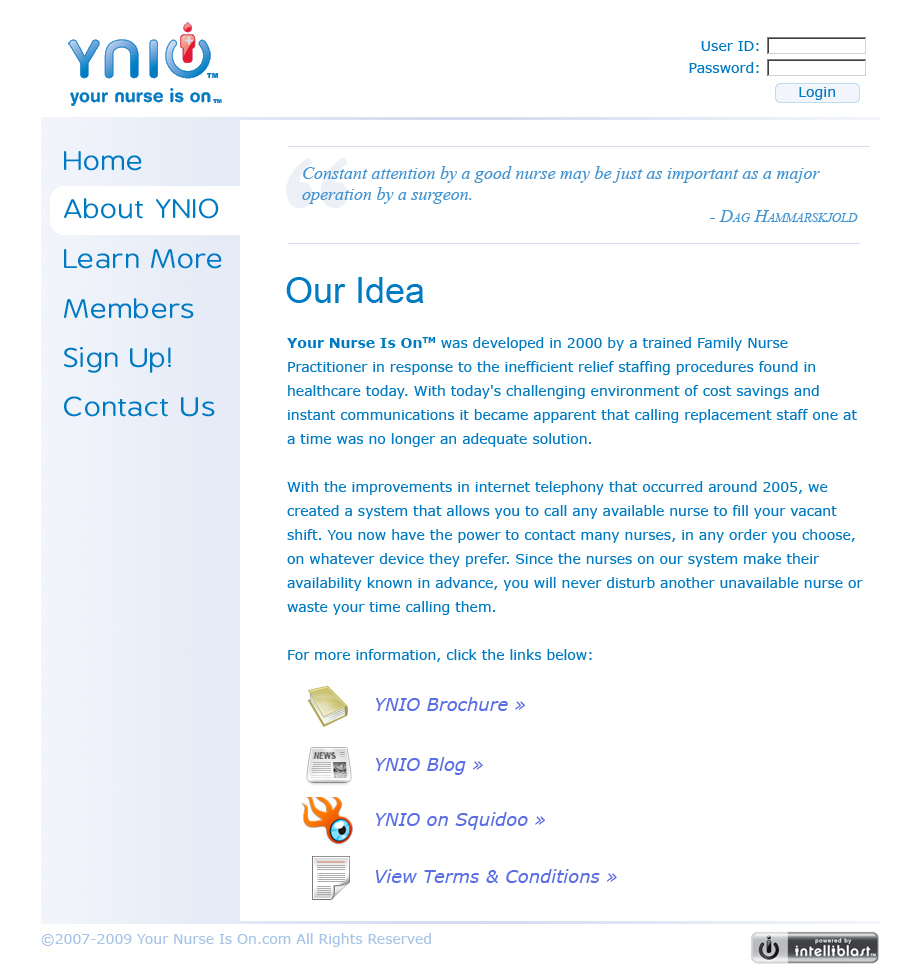 YNIO™
your nurse is on™
User ID:
Password:
Login
Home
About YNIO
Learn More
Members
Sign Up!
Contact Us
“
Constant attention by a good nurse may be just as important as a major
operation by a surgeon.
- Dag Hammarskjold
Our Idea
Your Nurse Is On™ was developed in 2000 by a trained Family Nurse
Practitioner in response to the inefficient relief staffing procedures found in
healthcare today. With today's challenging environment of cost savings and
instant communications it became apparent that calling replacement staff one at
a time was no longer an adequate solution.
With the improvements in internet telephony that occurred around 2005, we
created a system that allows you to call any available nurse to fill your vacant
shift. You now have the power to contact many nurses, in any order you choose,
on whatever device they prefer. Since the nurses on our system make their
availability known in advance, you will never disturb another unavailable nurse or
waste your time calling them.
For more information, click the links below:
YNIO Brochure »
NEWS
YNIO Blog »
YNIO on Squidoo »
View Terms & Conditions »
©2007-2009 Your Nurse Is On.com All Rights Reserved
powered by
intelliblast™